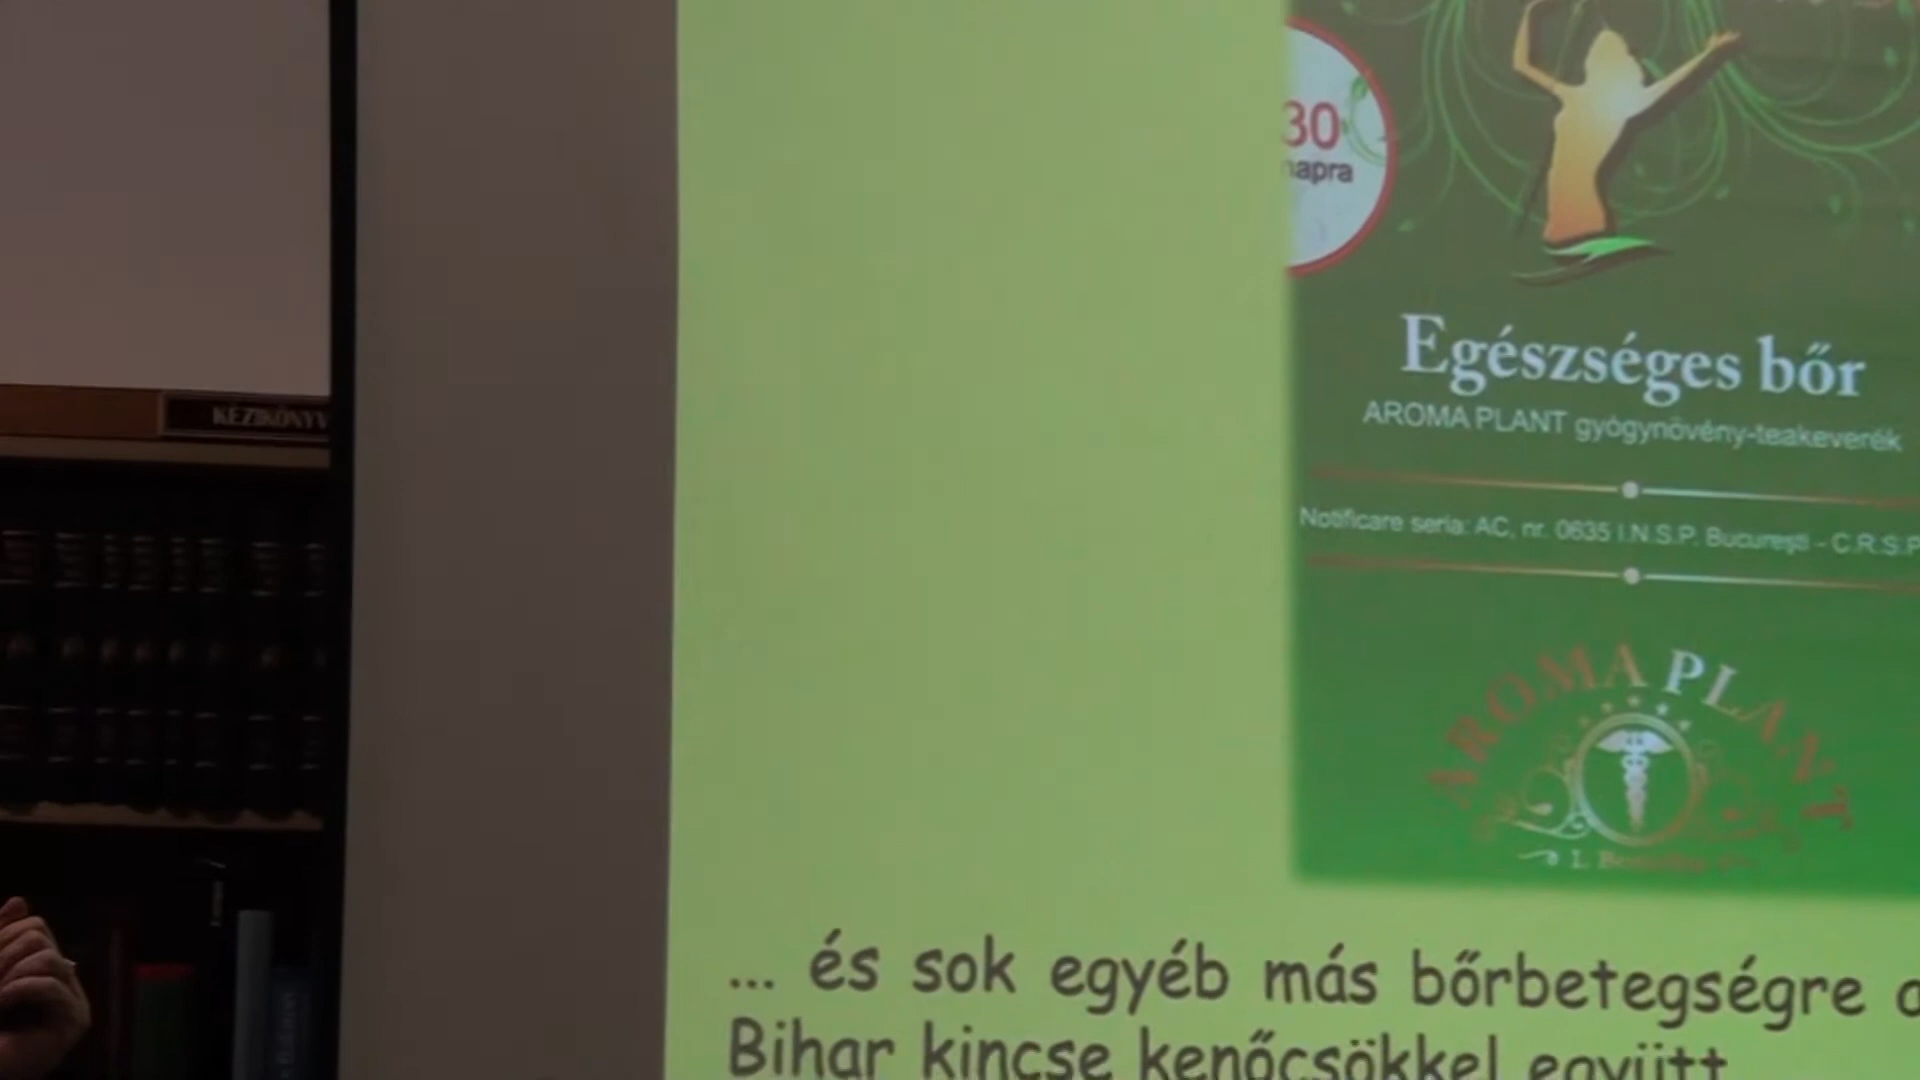 30
napra
Egészséges bőr
AROMA PLANT gyógynövény-teakeverék
Notificare seria: AC, nr. 0635 I.N.S.P. Bucureşti - C.R.S.P
AROMA PLANT
KÉZIKÖNYV
... és sok egyéb más bőrbetegségre a
Bihar kincse kenőcsökkel együtt